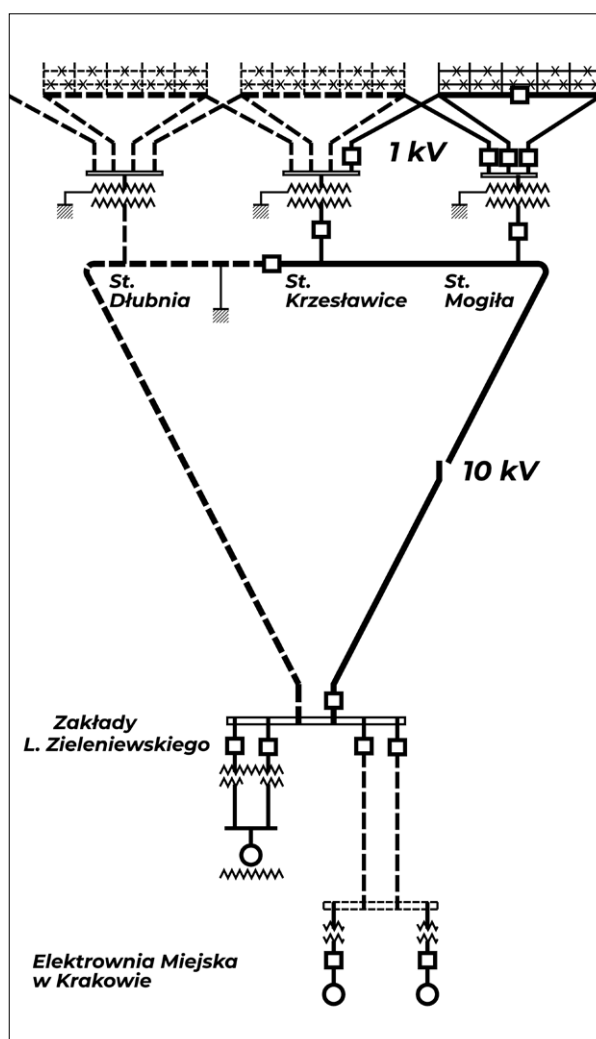 1 kV
St.
Dłubnia
St.
Krzesławice
St.
Mogiła
10 kV
Zakłady
L. Zieleniewskiego
Elektrownia Miejska
w Krakowie